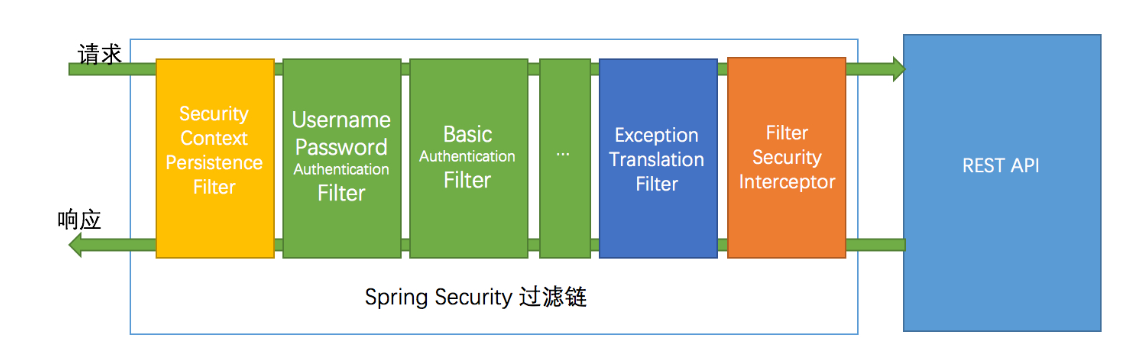 请求
Security
Context
Persistence
Filter
Username
Password
Authentication
Filter
Basic
Authentication
Filter
...
Exception
Translation
Filter
Filter
Security
Interceptor
REST API
响应
Spring Security 过滤链